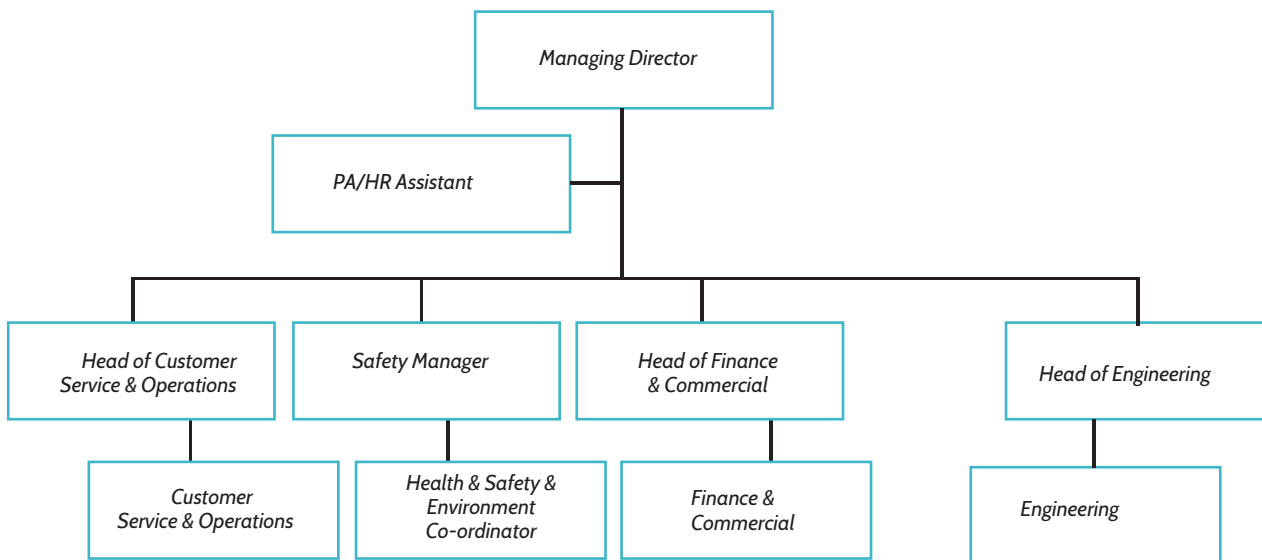 Managing Director
PA/HR Assistant
Head of Customer
Service & Operations
Safety Manager
Head of Finance
& Commercial
Head of Engineering
Customer
Service & Operations
Health & Safety &
Environment
Co-ordinator
Finance &
Commercial
Engineering